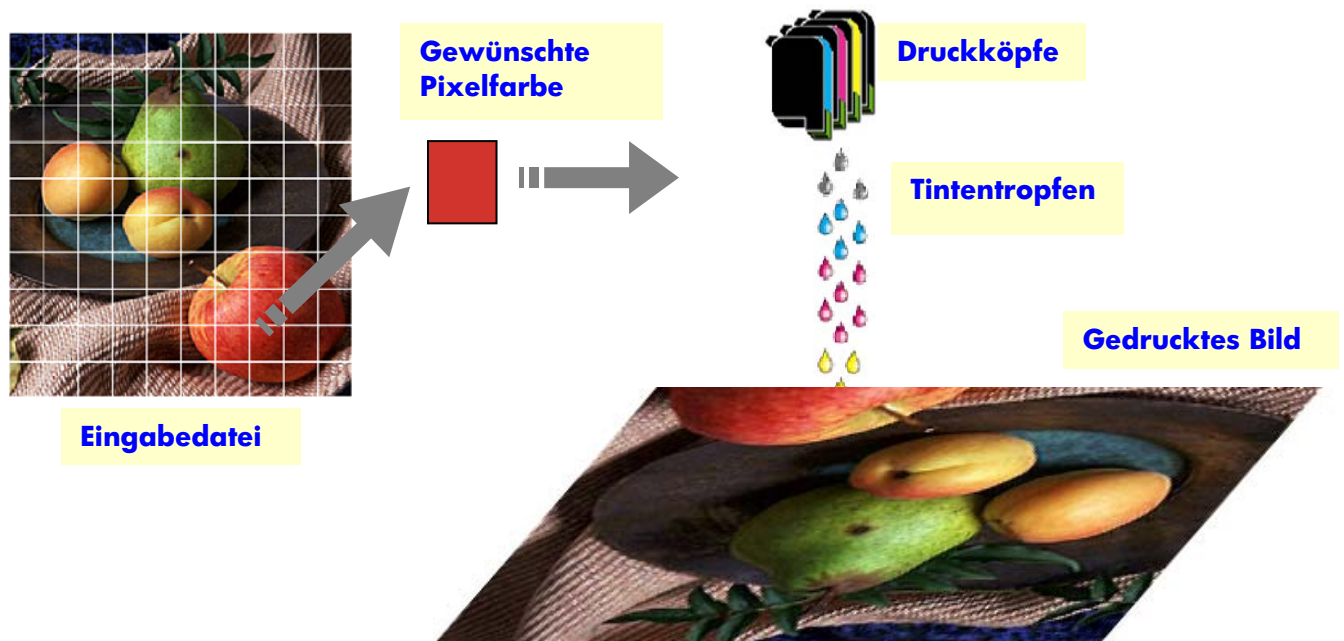 Gewünschte
Pixelfarbe
Druckköpfe
Tintentropfen
Gedrucktes Bild
Eingabedatei